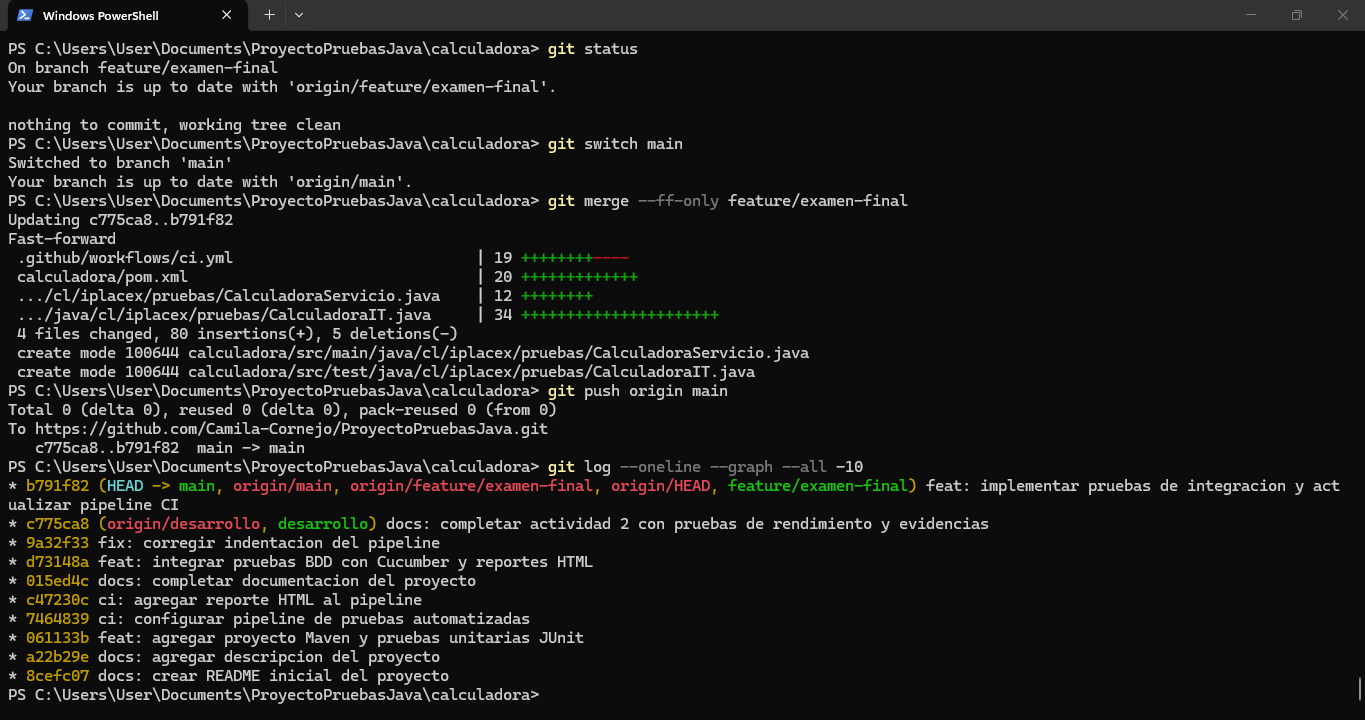 Windows PowerShell
PS C:\Users\User\Documents\ProyectoPruebasJava\calculadora> git status
On branch feature/examen-final
Your branch is up to date with 'origin/feature/examen-final'.
nothing to commit, working tree clean
PS C:\Users\User\Documents\ProyectoPruebasJava\calculadora> git switch main
Switched to branch 'main'
Your branch is up to date with 'origin/main'.
PS C:\Users\User\Documents\ProyectoPruebasJava\calculadora> git merge --ff-only feature/examen-final
Updating c775ca8..b791f82
Fast-forward
 .github/workflows/ci.yml                           | 19 ++++++++----
 calculadora/pom.xml                                | 20 +++++++++++++
 .../cl/iplacex/pruebas/CalculadoraServicio.java    | 12 ++++++++
 .../java/cl/iplacex/pruebas/CalculadoraIT.java     | 34 ++++++++++++++++++++++
 4 files changed, 80 insertions(+), 5 deletions(-)
 create mode 100644 calculadora/src/main/java/cl/iplacex/pruebas/CalculadoraServicio.java
 create mode 100644 calculadora/src/test/java/cl/iplacex/pruebas/CalculadoraIT.java
PS C:\Users\User\Documents\ProyectoPruebasJava\calculadora> git push origin main
Total 0 (delta 0), reused 0 (delta 0), pack-reused 0 (from 0)
To https://github.com/Camila-Cornejo/ProyectoPruebasJava.git
   c775ca8..b791f82  main -> main
PS C:\Users\User\Documents\ProyectoPruebasJava\calculadora> git log --oneline --graph --all -10
* b791f82 (HEAD -> main, origin/main, origin/feature/examen-final, origin/HEAD, feature/examen-final) feat: implementar pruebas de integracion y act
ualizar pipeline CI
* c775ca8 (origin/desarrollo, desarrollo) docs: completar actividad 2 con pruebas de rendimiento y evidencias
* 9a32f33 fix: corregir indentacion del pipeline
* d73148a feat: integrar pruebas BDD con Cucumber y reportes HTML
* 015ed4c docs: completar documentacion del proyecto
* c47230c ci: agregar reporte HTML al pipeline
* 7464839 ci: configurar pipeline de pruebas automatizadas
* 061133b feat: agregar proyecto Maven y pruebas unitarias JUnit
* a22b29e docs: agregar descripcion del proyecto
* 8cefc07 docs: crear README inicial del proyecto
PS C:\Users\User\Documents\ProyectoPruebasJava\calculadora>